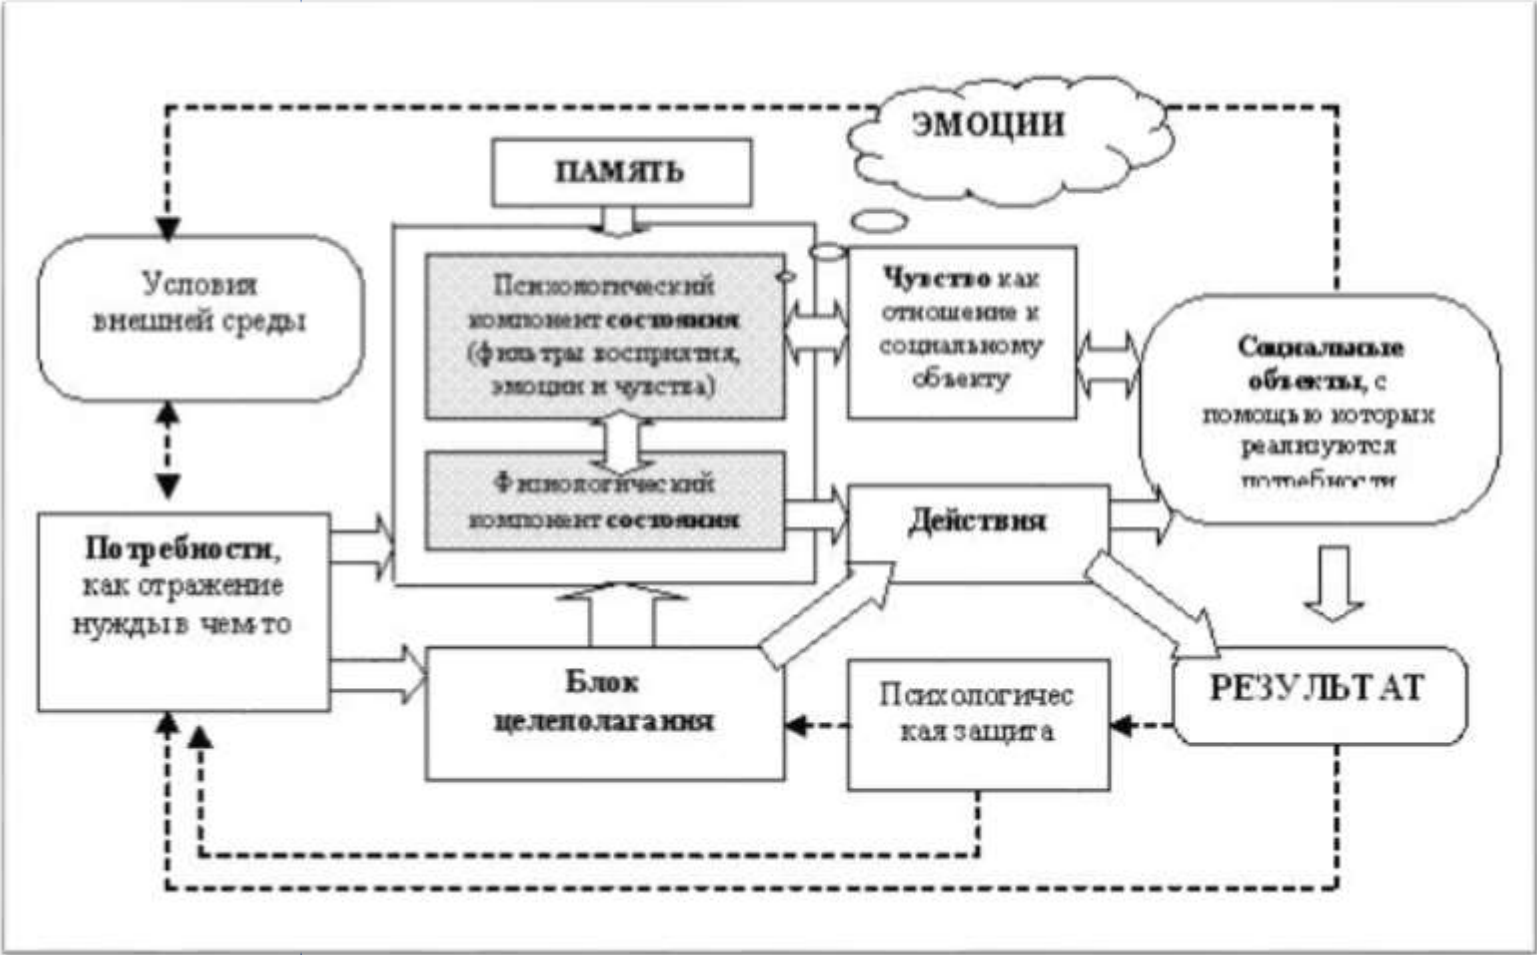 ЭМОЦИИ
ПАМЯТЬ
Условия
внешней среды
Психологический
компонент состояния
(фильтры восприятия,
эмоции и чувства)
Чувство как
отношение к
социальному
объекту
Социальные
объекты, с
помощью которых
реализуются
потребности
Физиологический
компонент состояния
Действия
Потребности,
как отражение
нужды в чем-то
Блок
целеполагания
Психологичес
кая защита
РЕЗУЛЬТАТ